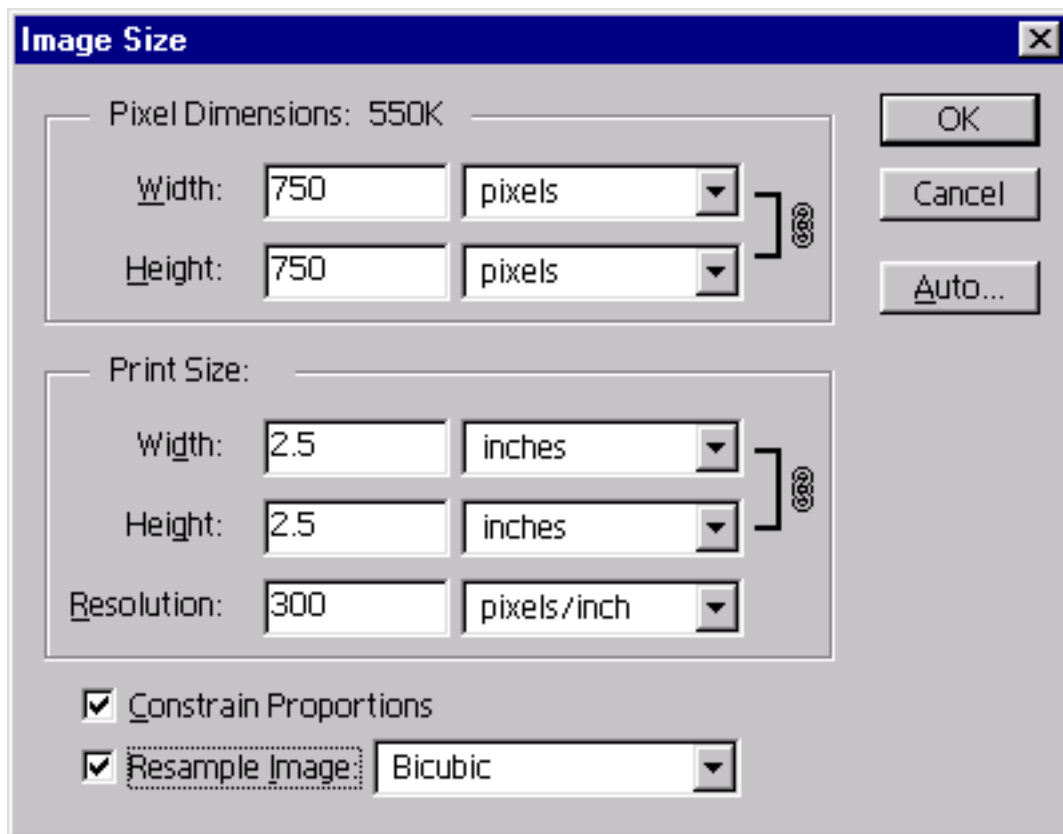 Image Size
Pixel Dimensions: 550K
OK
Width: 750 pixels
Cancel
Height: 750 pixels
Auto...
Print Size:
Width: 2.5 inches
Height: 2.5 inches
Resolution: 300 pixels/inch
Constrain Proportions
Resample Image: Bicubic